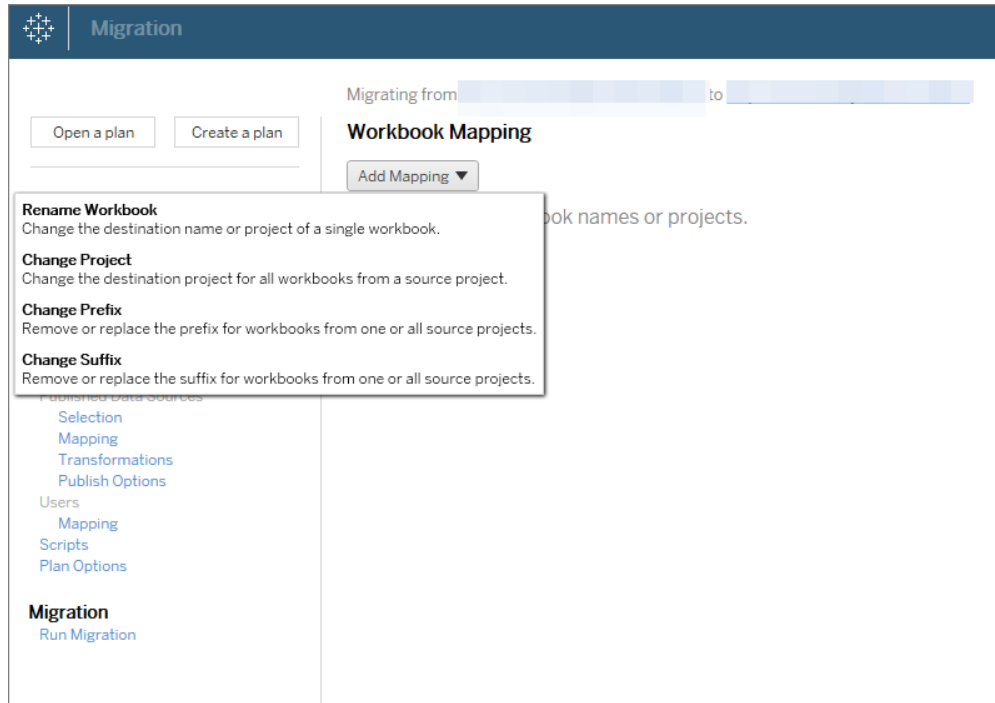 Migration
Migrating from to
Open a plan
Create a plan
Workbook Mapping
Add Mapping ▼
names or projects.
Rename Workbook
Change the destination name or project of a single workbook.
Change Project
Change the destination project for all workbooks from a source project.
Change Prefix
Remove or replace the prefix for workbooks from one or all source projects.
Change Suffix
Remove or replace the suffix for workbooks from one or all source projects.
Published Data Sources
Selection
Mapping
Transformations
Publish Options
Users
Mapping
Scripts
Plan Options
Migration
Run Migration